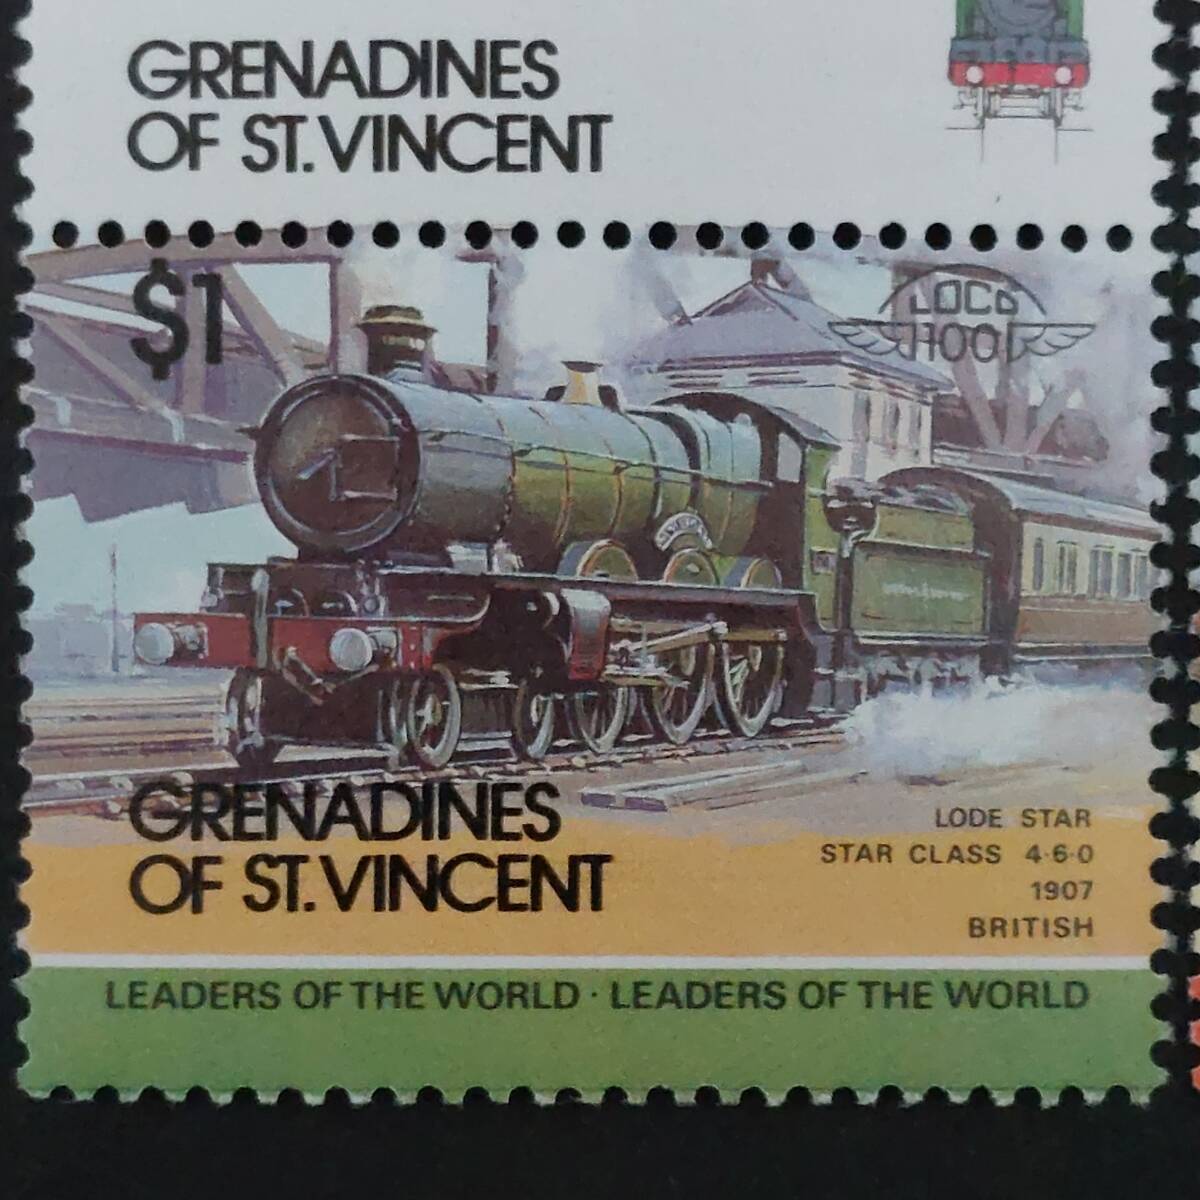 GRENADINES
OF ST. VINCENT
$1
LOCO
100
GRENADINES
OF ST. VINCENT
LODE STAR
STAR CLASS 4·6·0
1907
BRITISH
LEADERS OF THE WORLD · LEADERS OF THE WORLD